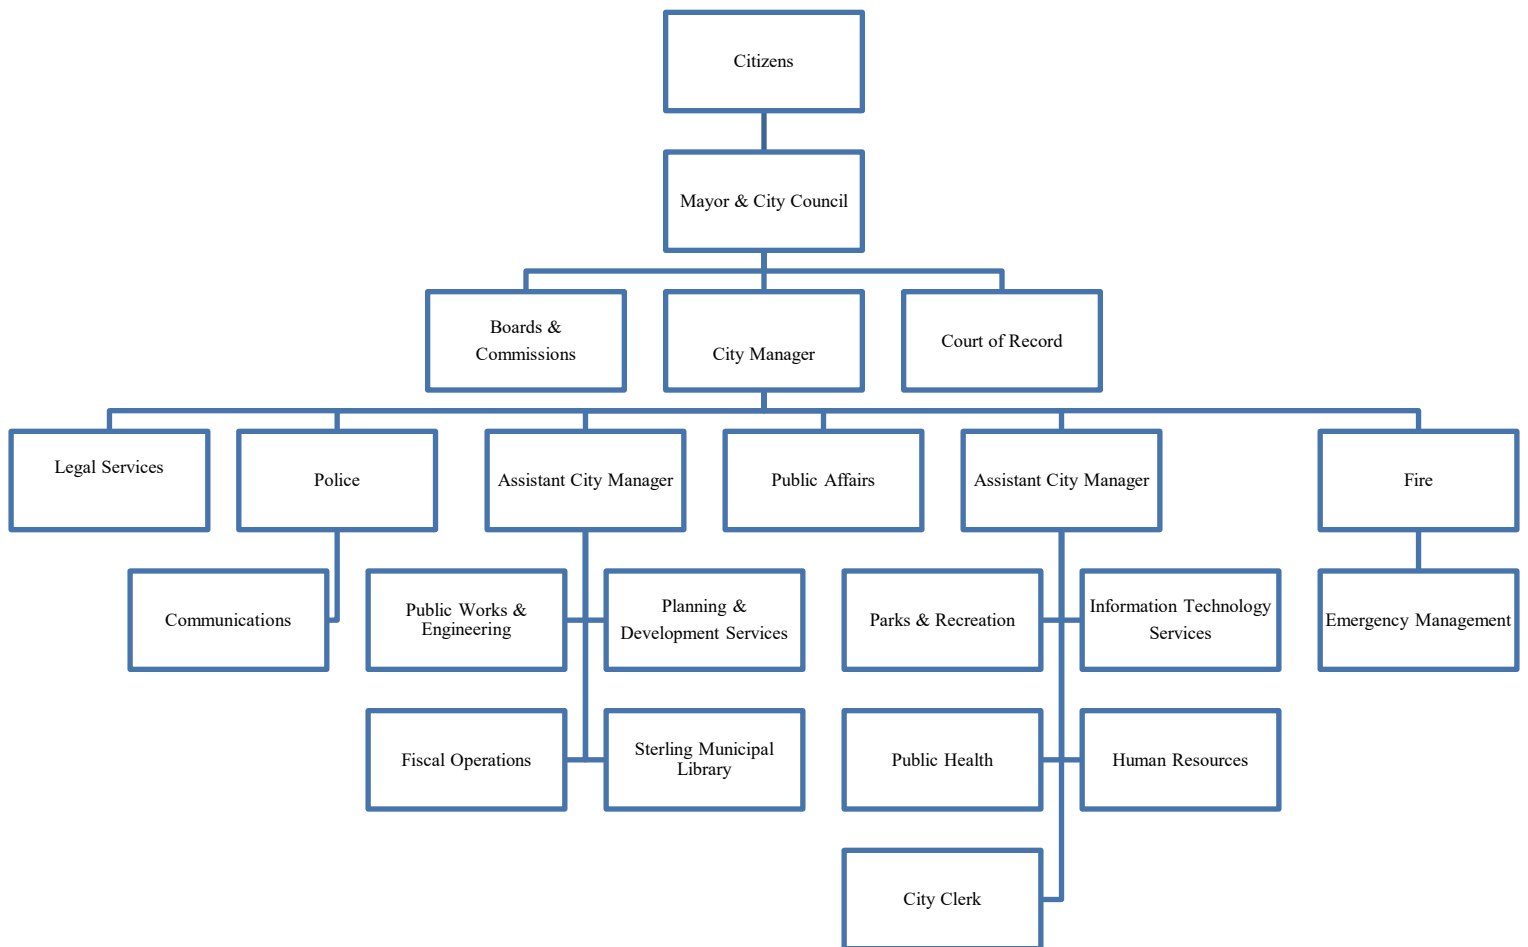 Citizens
Mayor & City Council
Boards &
Commissions
City Manager
Court of Record
Legal Services
Police
Assistant City Manager
Public Affairs
Assistant City Manager
Fire
Communications
Public Works &
Engineering
Planning &
Development Services
Parks & Recreation
Information Technology
Services
Emergency Management
Fiscal Operations
Sterling Municipal
Library
Public Health
Human Resources
City Clerk